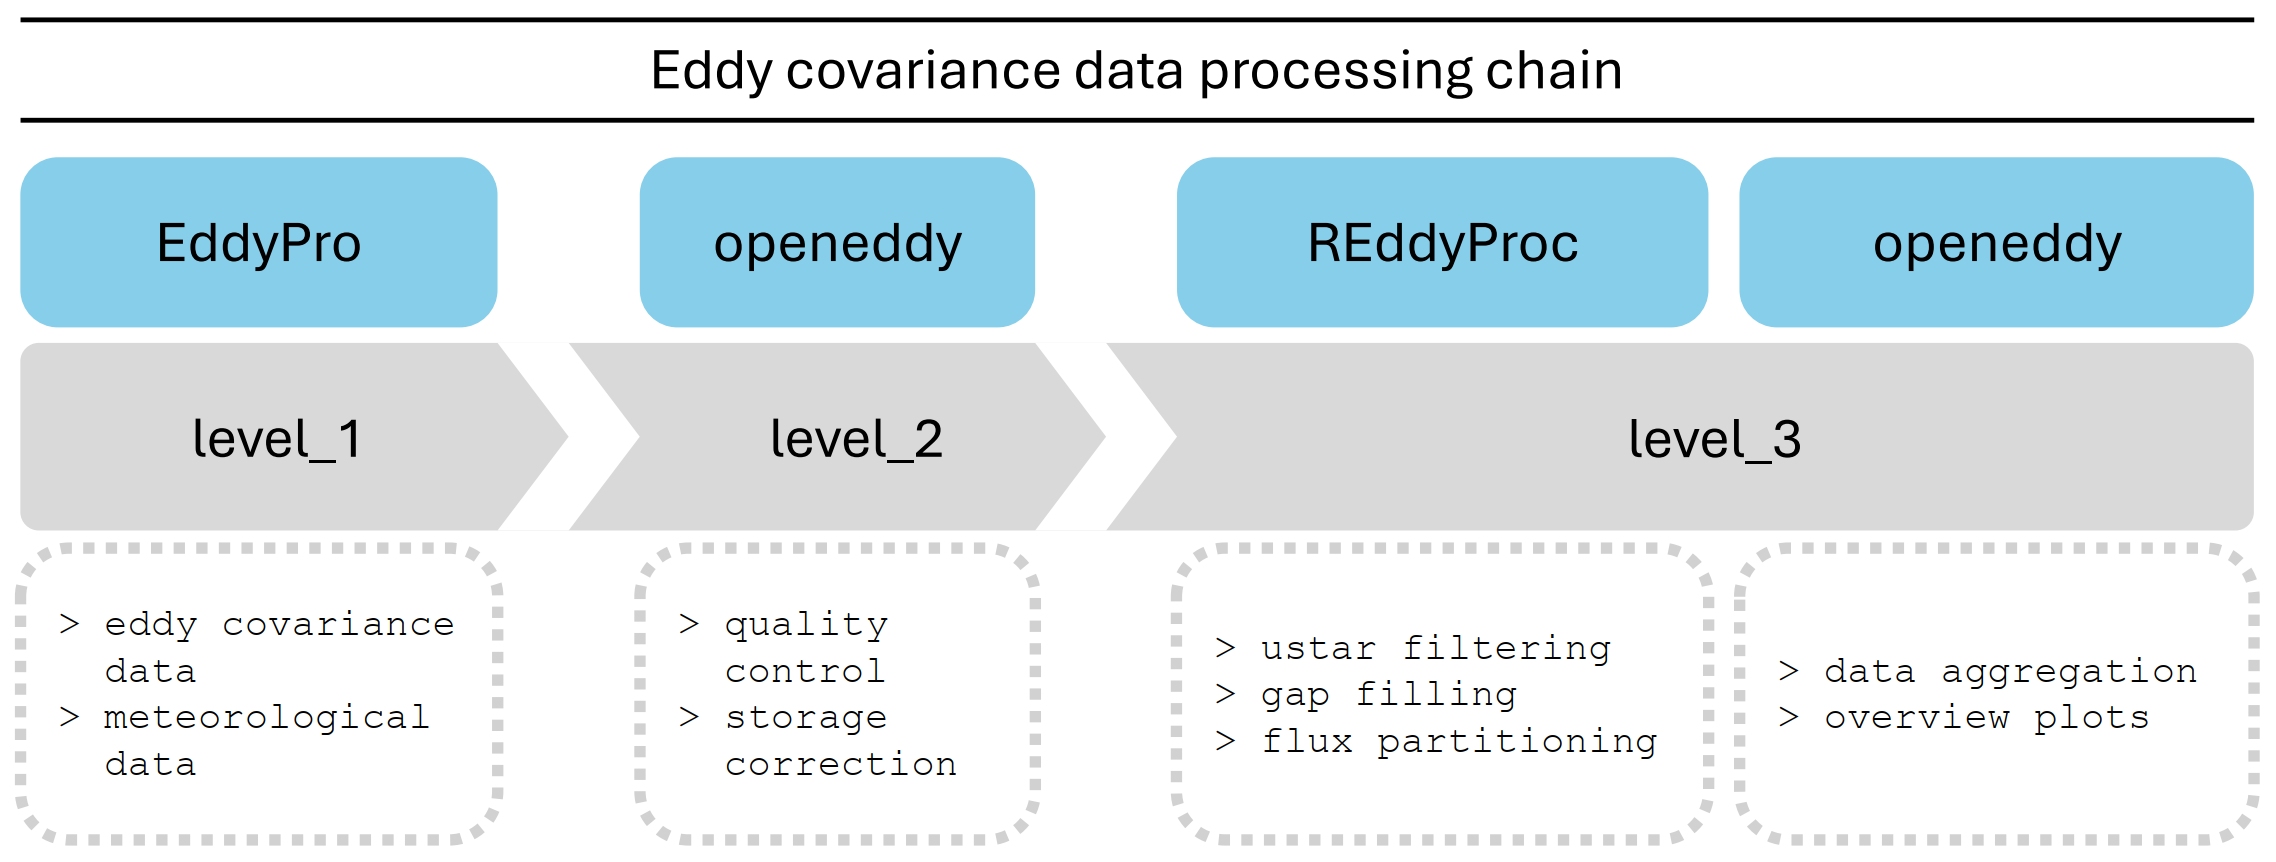 Eddy covariance data processing chain
EddyPro
openeddy
REddyProc
openeddy
level_1
level_2
level_3
> eddy covariance
data
> meteorological
data
> quality
control
> storage
correction
> ustar filtering
> gap filling
> flux partitioning
> data aggregation
> overview plots